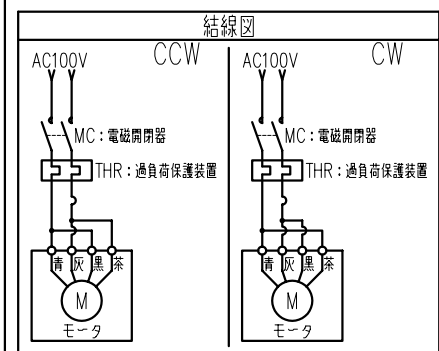 結線図
CCW
AC100V
MC：電磁開閉器
THR：過負荷保護装置
青 灰 黒 茶
M
モータ
CW
AC100V
MC：電磁開閉器
THR：過負荷保護装置
青 灰 黒 茶
M
モータ